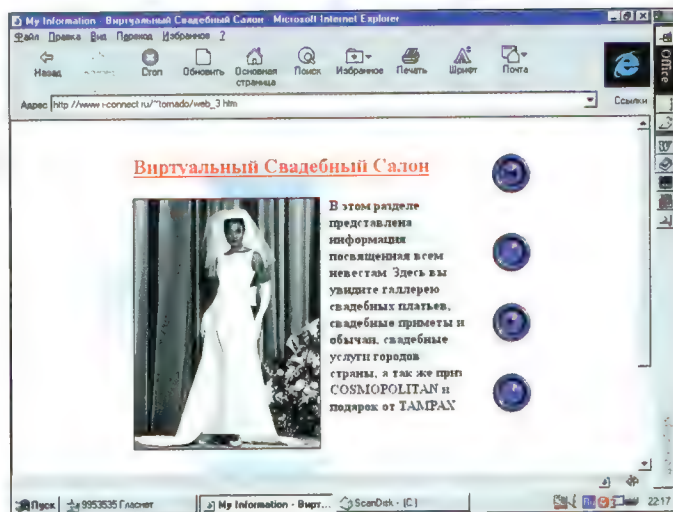 My Information - Виртуальный Свадебный Салон - Microsoft Internet Explorer
Файл Правка Вид Переход Избранное ?
Назад Стоп Обновить Основная страница Поиск Избранное Печать Шрифт Почта
Адрес http://www.i-connect.ru/~tornado/web_3.htm Ссылки
Office
Виртуальный Свадебный Салон
В этом разделе
представлена
информация
посвященная всем
невестам. Здесь вы
увидите галлерею
свадебных платьев,
свадебные приметы и
обычаи, свадебные
услуги городов
страны, а так же приз
COSMOPOLITAN и
подарок от TAMPAX
Пуск 9953535 Гласнет My Information - Вирт... ScanDisk - (C:) 22:17